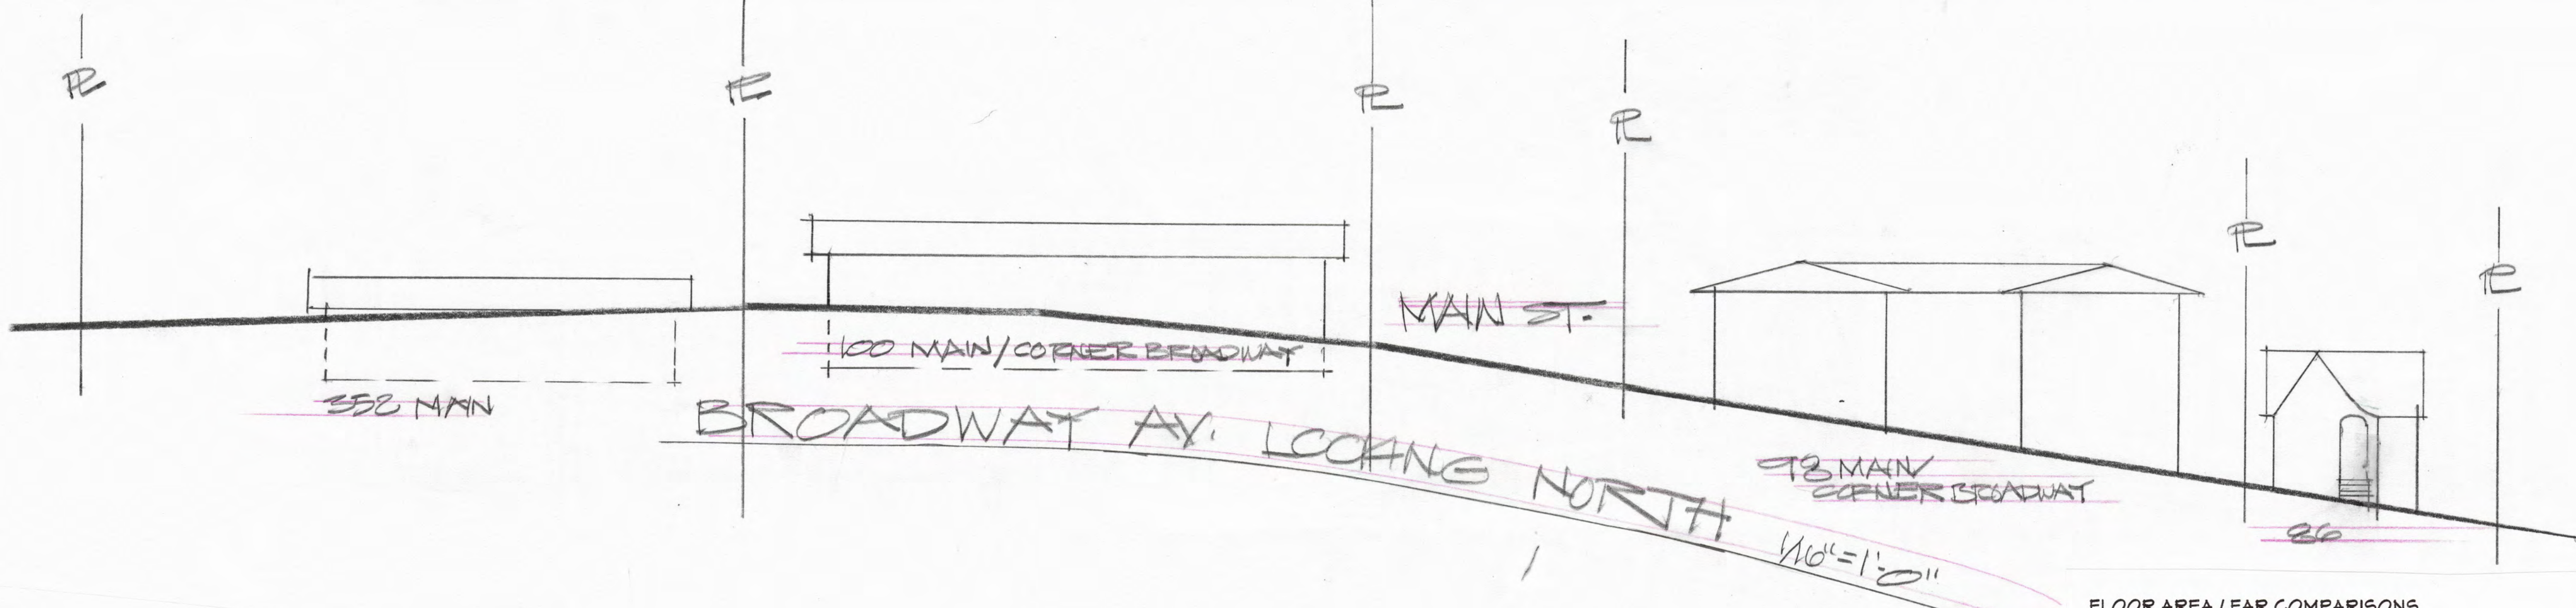 PL
PL
PL
PL
PL
PL
MAIN ST.
100 MAIN/CORNER BROADWAY
352 MAIN
BROADWAY AV. LOOKING NORTH
98 MAIN/
CORNER BROADWAY
86
1/16"=1'-0"
FLOOR AREA / FAR COMPARISONS